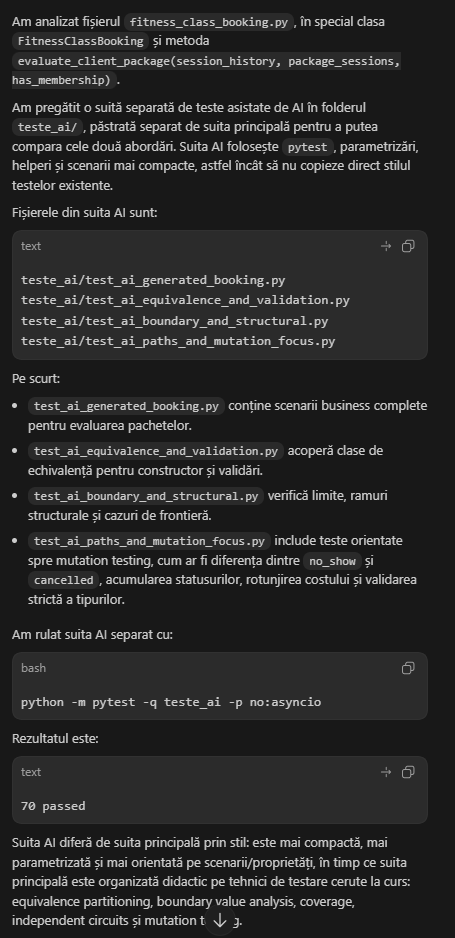 Am analizat fișierul fitness_class_booking.py, în special clasa
FitnessClassBooking și metoda
evaluate_client_package(session_history, package_sessions,
has_membership).
Am pregătit o suită separată de teste asistate de AI în folderul
teste_ai/, păstrată separat de suita principală pentru a putea
compara cele două abordări. Suita AI folosește pytest, parametrizări,
helperi și scenarii mai compacte, astfel încât să nu copieze direct stilul
testelor existente.
Fișierele din suita AI sunt:
text
teste_ai/test_ai_generated_booking.py
teste_ai/test_ai_equivalence_and_validation.py
teste_ai/test_ai_boundary_and_structural.py
teste_ai/test_ai_paths_and_mutation_focus.py
Pe scurt:
• test_ai_generated_booking.py conține scenarii business complete
pentru evaluarea pachetelor.
• test_ai_equivalence_and_validation.py acoperă clase de
echivalență pentru constructor și validări.
• test_ai_boundary_and_structural.py verifică limite, ramuri
structurale și cazuri de frontieră.
• test_ai_paths_and_mutation_focus.py include teste orientate
spre mutation testing, cum ar fi diferența dintre no_show și
cancelled, acumularea statusurilor, rotunjirea costului și validarea
strictă a tipurilor.
Am rulat suita AI separat cu:
bash
python -m pytest -q teste_ai -p no:asyncio
Rezultatul este:
text
70 passed
Suita AI diferă de suita principală prin stil: este mai compactă, mai
parametrizată și mai orientată pe scenarii/proprietăți, în timp ce suita
principală este organizată didactic pe tehnici de testare cerute la curs:
equivalence partitioning, boundary value analysis, coverage,
independent circuits și mutation